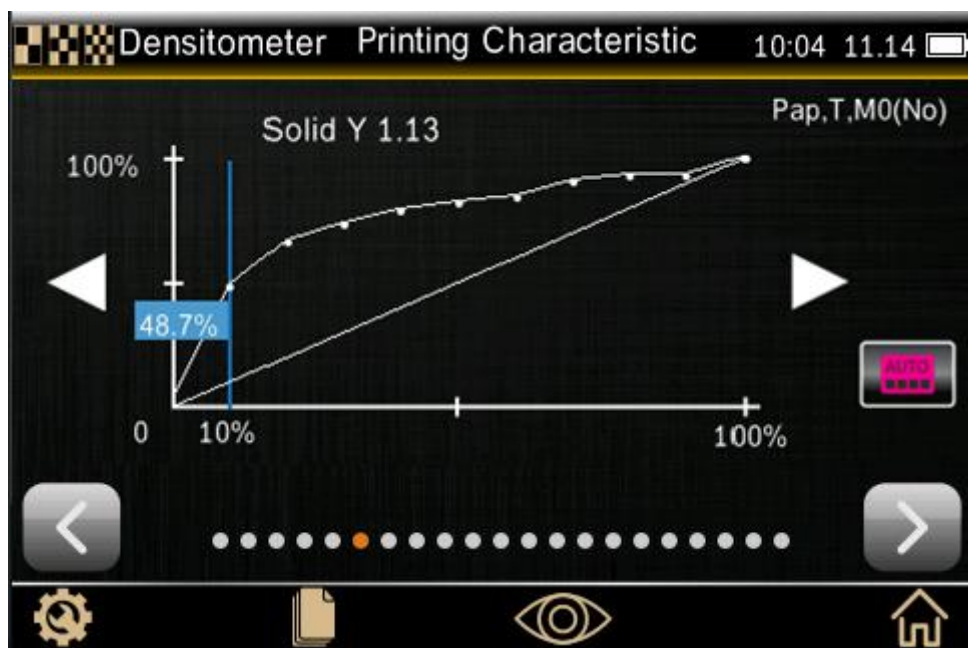 Densitometer Printing Characteristic 10:04 11.14
Pap,T,M0(No)
Solid Y 1.13
100%
48.7%
AUTO
0 10% 100%